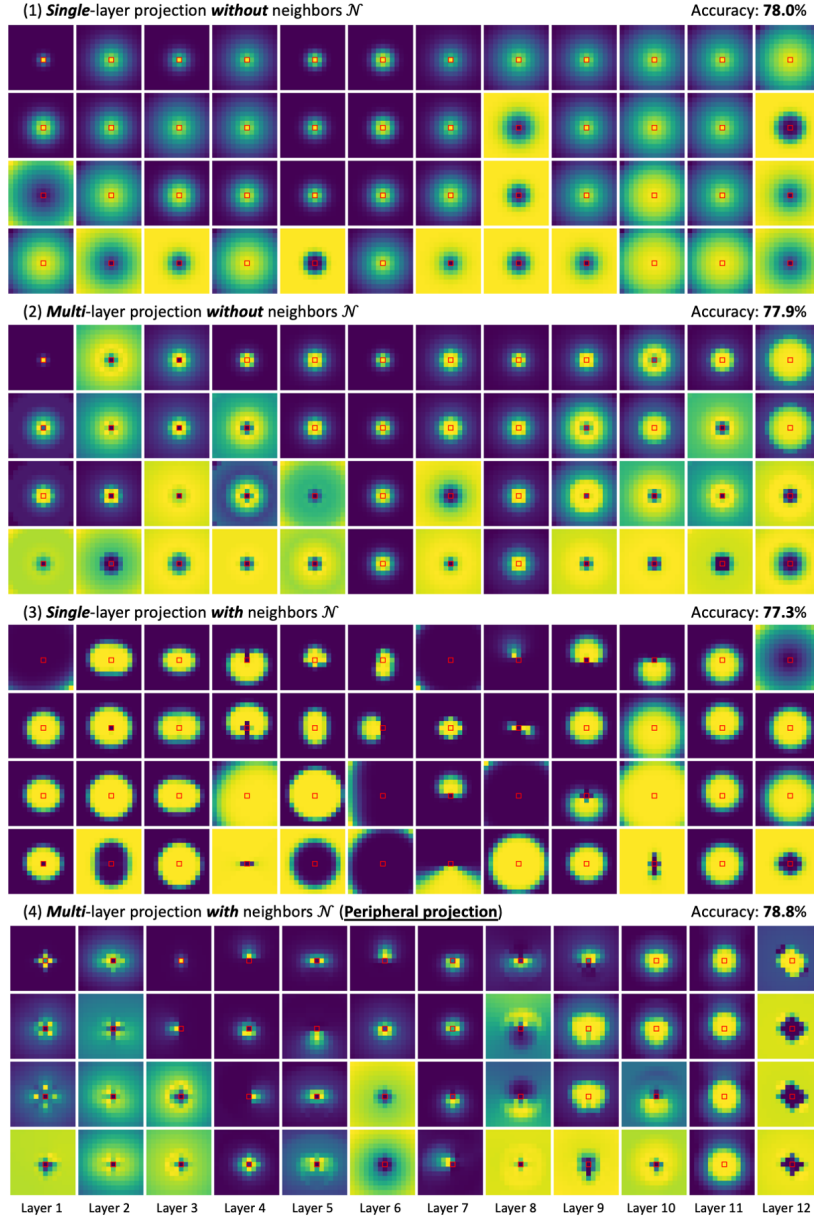 (1) Single-layer projection without neighbors 𝒩 Accuracy: 78.0%
(2) Multi-layer projection without neighbors 𝒩 Accuracy: 77.9%
(3) Single-layer projection with neighbors 𝒩 Accuracy: 77.3%
(4) Multi-layer projection with neighbors 𝒩 (Peripheral projection) Accuracy: 78.8%
Layer 1 Layer 2 Layer 3 Layer 4 Layer 5 Layer 6 Layer 7 Layer 8 Layer 9 Layer 10 Layer 11 Layer 12